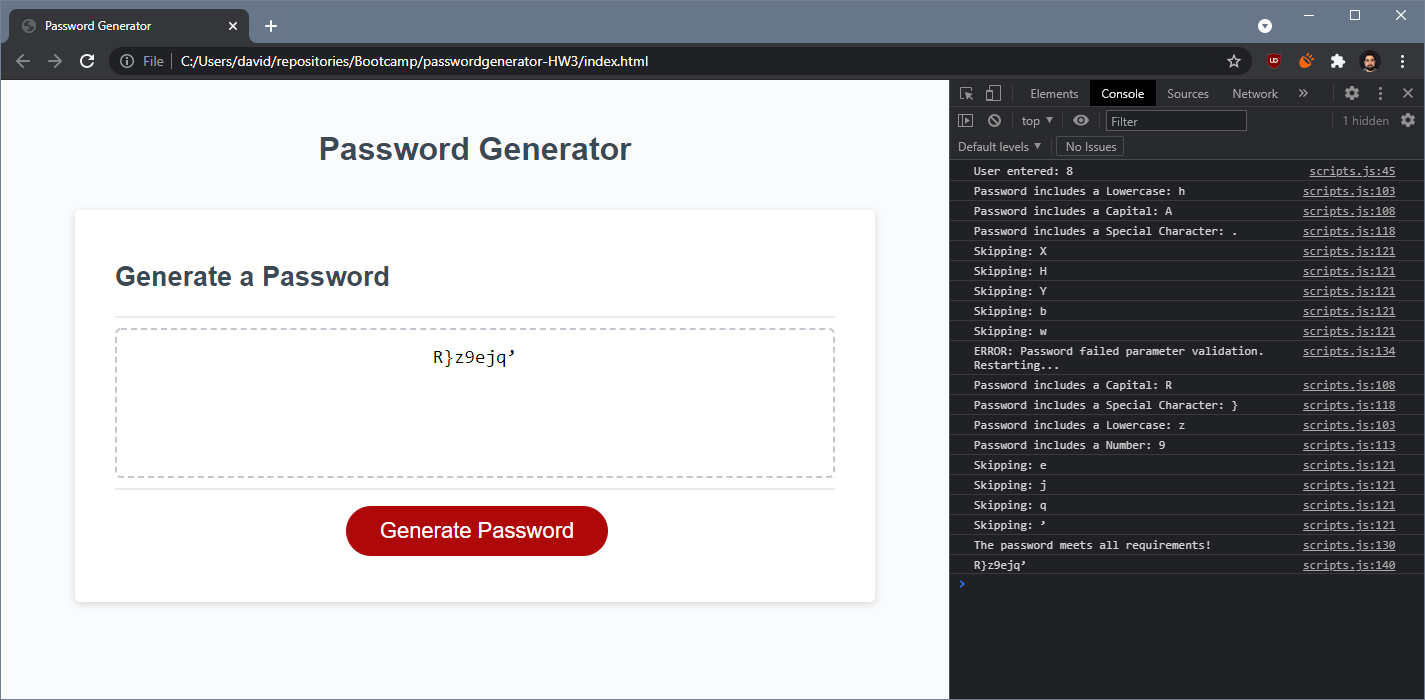 Password Generator
File C:/Users/david/repositories/Bootcamp/passwordgenerator-HW3/index.html
Password Generator
Generate a Password
R}z9ejq’
Generate Password
Elements Console Sources Network »
top ▼ Filter 1 hidden
Default levels ▼ No Issues
User entered: 8 scripts.js:45
Password includes a Lowercase: h scripts.js:103
Password includes a Capital: A scripts.js:108
Password includes a Special Character: . scripts.js:118
Skipping: X scripts.js:121
Skipping: H scripts.js:121
Skipping: Y scripts.js:121
Skipping: b scripts.js:121
Skipping: w scripts.js:121
ERROR: Password failed parameter validation. scripts.js:134
Restarting...
Password includes a Capital: R scripts.js:108
Password includes a Special Character: } scripts.js:118
Password includes a Lowercase: z scripts.js:103
Password includes a Number: 9 scripts.js:113
Skipping: e scripts.js:121
Skipping: j scripts.js:121
Skipping: q scripts.js:121
Skipping: ’ scripts.js:121
The password meets all requirements! scripts.js:130
R}z9ejq’ scripts.js:140